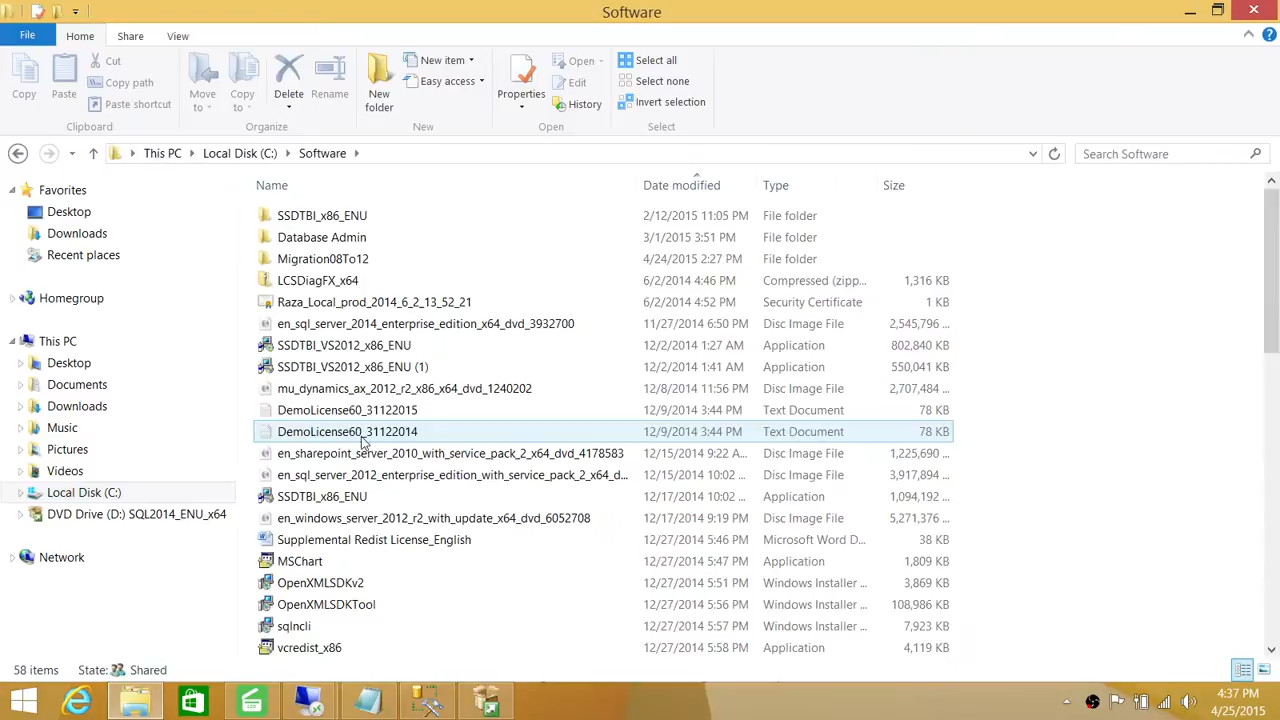 Software
File Home Share View
Copy Paste Cut Copy path Paste shortcut Move to Copy to Delete Rename New folder New item Easy access Properties Open Edit History Select all Select none Invert selection
Clipboard Organize New Open Select
This PC Local Disk (C:) Software Search Software
Name Date modified Type Size
Favorites
Desktop
Downloads
Recent places
Homegroup
This PC
Desktop
Documents
Downloads
Music
Pictures
Videos
Local Disk (C:)
DVD Drive (D:) SQL2014_ENU_x64
Network
SSDTBI_x86_ENU 2/12/2015 11:05 PM File folder
Database Admin 3/1/2015 3:51 PM File folder
Migration08To12 4/24/2015 2:27 PM File folder
LCSDiagFX_x64 6/2/2014 4:46 PM Compressed (zipp... 1,316 KB
Raza_Local_prod_2014_6_2_13_52_21 6/2/2014 4:52 PM Security Certificate 1 KB
en_sql_server_2014_enterprise_edition_x64_dvd_3932700 11/27/2014 6:50 PM Disc Image File 2,545,796 ...
SSDTBI_VS2012_x86_ENU 12/2/2014 1:27 AM Application 802,840 KB
SSDTBI_VS2012_x86_ENU (1) 12/2/2014 1:41 AM Application 550,041 KB
mu_dynamics_ax_2012_r2_x86_x64_dvd_1240202 12/8/2014 11:56 PM Disc Image File 2,707,484 ...
DemoLicense60_31122015 12/9/2014 3:44 PM Text Document 78 KB
DemoLicense60_31122014 12/9/2014 3:44 PM Text Document 78 KB
en_sharepoint_server_2010_with_service_pack_2_x64_dvd_4178583 12/15/2014 9:22 A... Disc Image File 1,225,690 ...
en_sql_server_2012_enterprise_edition_with_service_pack_2_x64_d... 12/15/2014 10:02 ... Disc Image File 3,917,894 ...
SSDTBI_x86_ENU 12/17/2014 10:02 ... Application 1,094,192 ...
en_windows_server_2012_r2_with_update_x64_dvd_6052708 12/17/2014 9:19 PM Disc Image File 5,271,376 ...
Supplemental Redist License_English 12/27/2014 5:46 PM Microsoft Word D... 38 KB
MSChart 12/27/2014 5:47 PM Application 1,809 KB
OpenXMLSDKv2 12/27/2014 5:51 PM Windows Installer ... 3,869 KB
OpenXMLSDKTool 12/27/2014 5:56 PM Windows Installer ... 108,986 KB
sqlncli 12/27/2014 5:57 PM Windows Installer ... 7,923 KB
vcredist_x86 12/27/2014 5:58 PM Application 4,119 KB
58 items State: Shared
4:37 PM
4/25/2015